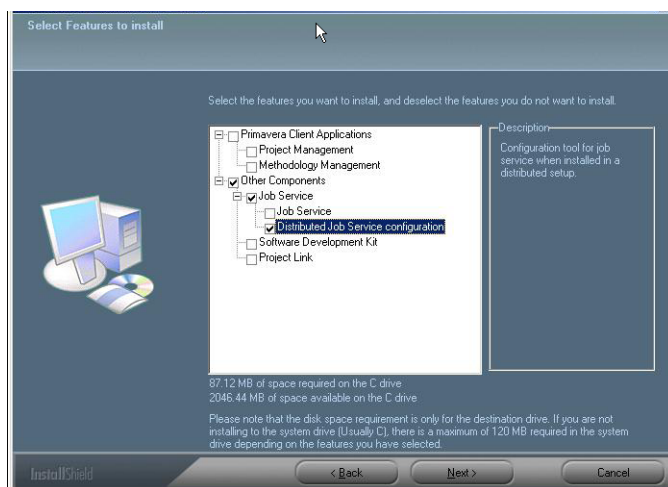 Select Features to install
Select the features you want to install, and deselect the features you do not want to install.
Primavera Client Applications
Project Management
Methodology Management
Other Components
Job Service
Job Service
Distributed Job Service configuration
Software Development Kit
Project Link
Description
Configuration tool for job
service when installed in a
distributed setup.
87.12 MB of space required on the C drive
2046.44 MB of space available on the C drive
Please note that the disk space requirement is only for the destination drive. If you are not
installing to the system drive (Usually C), there is a maximum of 120 MB required in the system
drive depending on the features you have selected.
InstallShield
< Back
Next >
Cancel